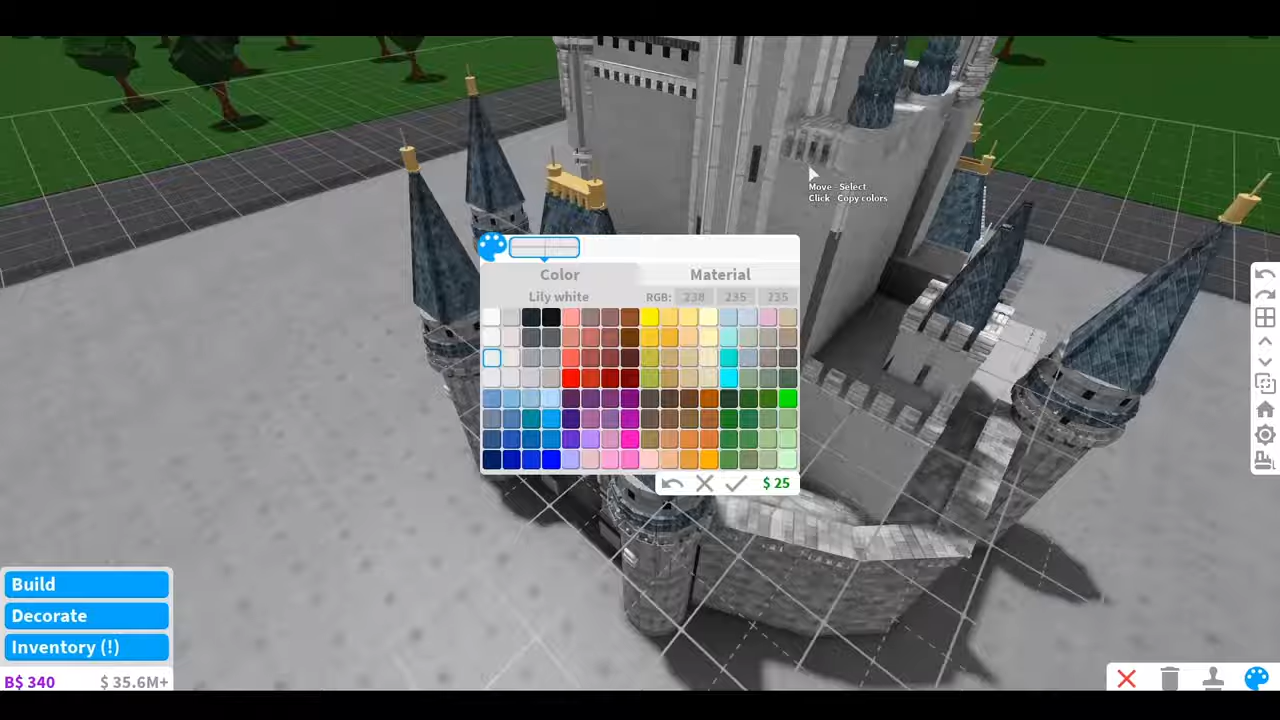 Move - Select
Click - Copy colors
Color
Material
Lily white
RGB: 238 235 235
$ 25
Build
Decorate
Inventory (!)
B$ 340
$ 35.6M+